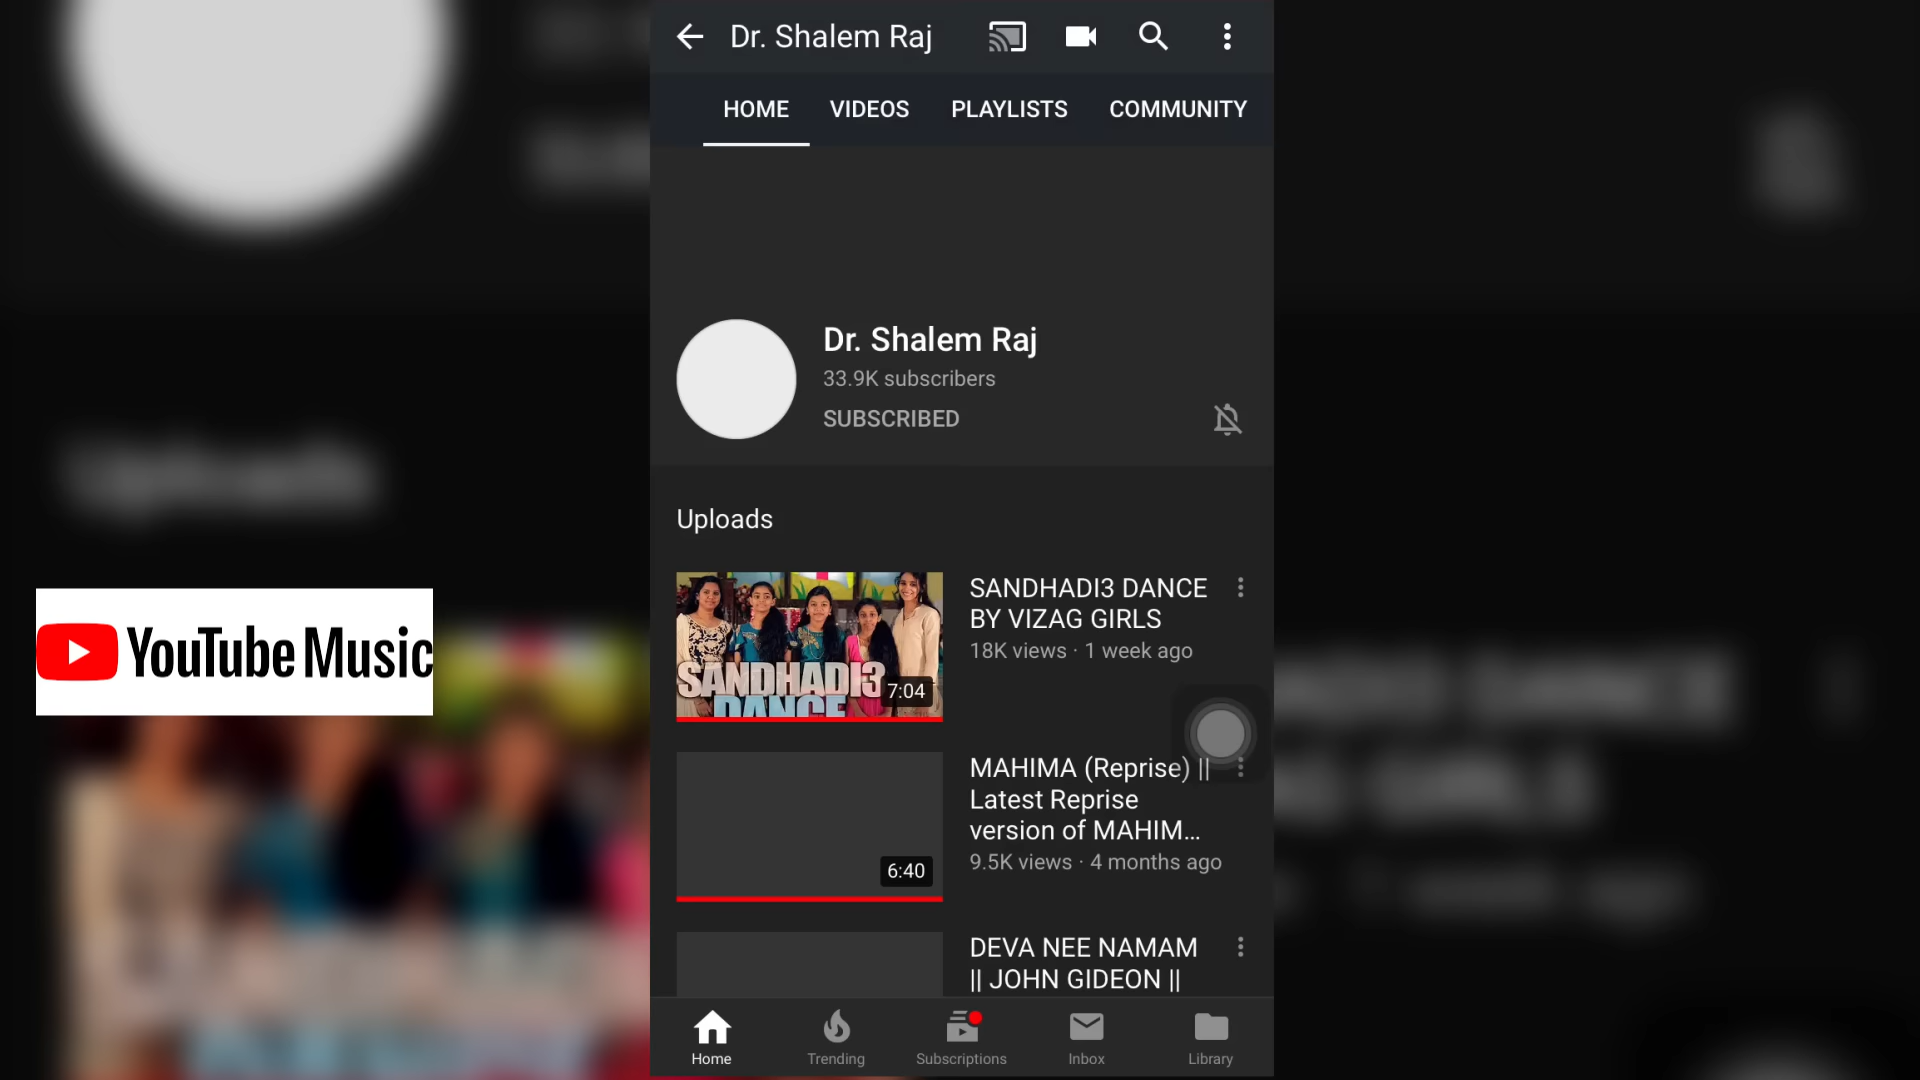 Dr. Shalem Raj
HOME VIDEOS PLAYLISTS COMMUNITY
Dr. Shalem Raj
33.9K subscribers
SUBSCRIBED
Uploads
SANDHADI3 DANCE
BY VIZAG GIRLS
18K views · 1 week ago
SANDHADI3
DANCE
7:04
MAHIMA (Reprise) ||
Latest Reprise
version of MAHIM...
9.5K views · 4 months ago
6:40
DEVA NEE NAMAM
|| JOHN GIDEON ||
Home Trending Subscriptions Inbox Library
YouTube Music
Uploads